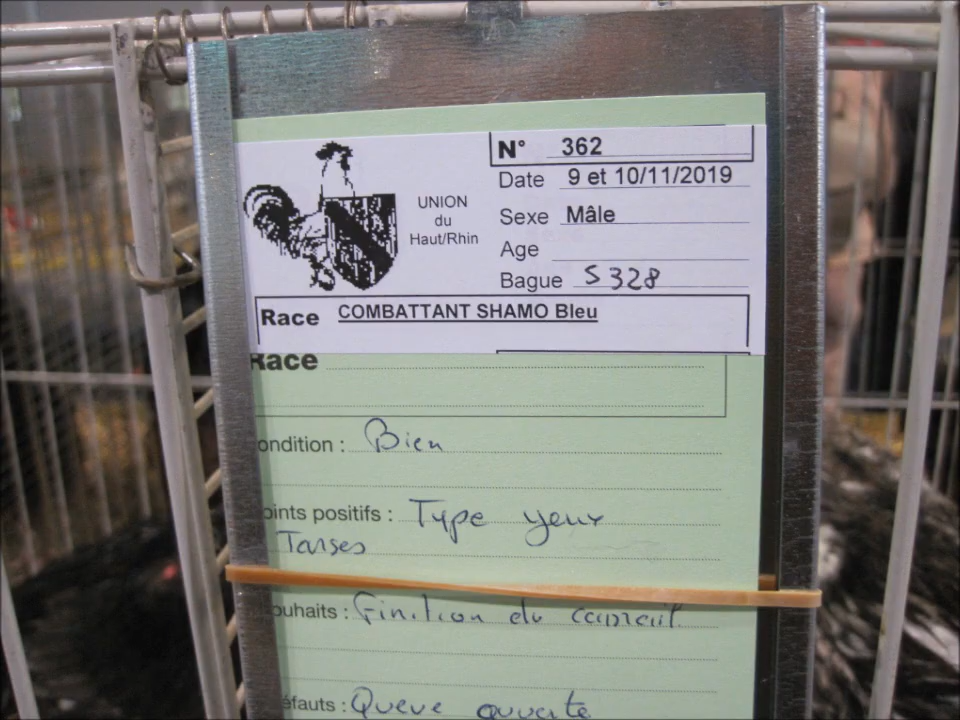 N° 362
Date 9 et 10/11/2019
UNION
du
Haut/Rhin
Sexe Mâle
Age
Bague S328
Race COMBATTANT SHAMO Bleu
Race
ondition : Bien
oints positifs : Type yeux
Tarses
ouhaits : Finition du camail
éfauts : Queue ouverte